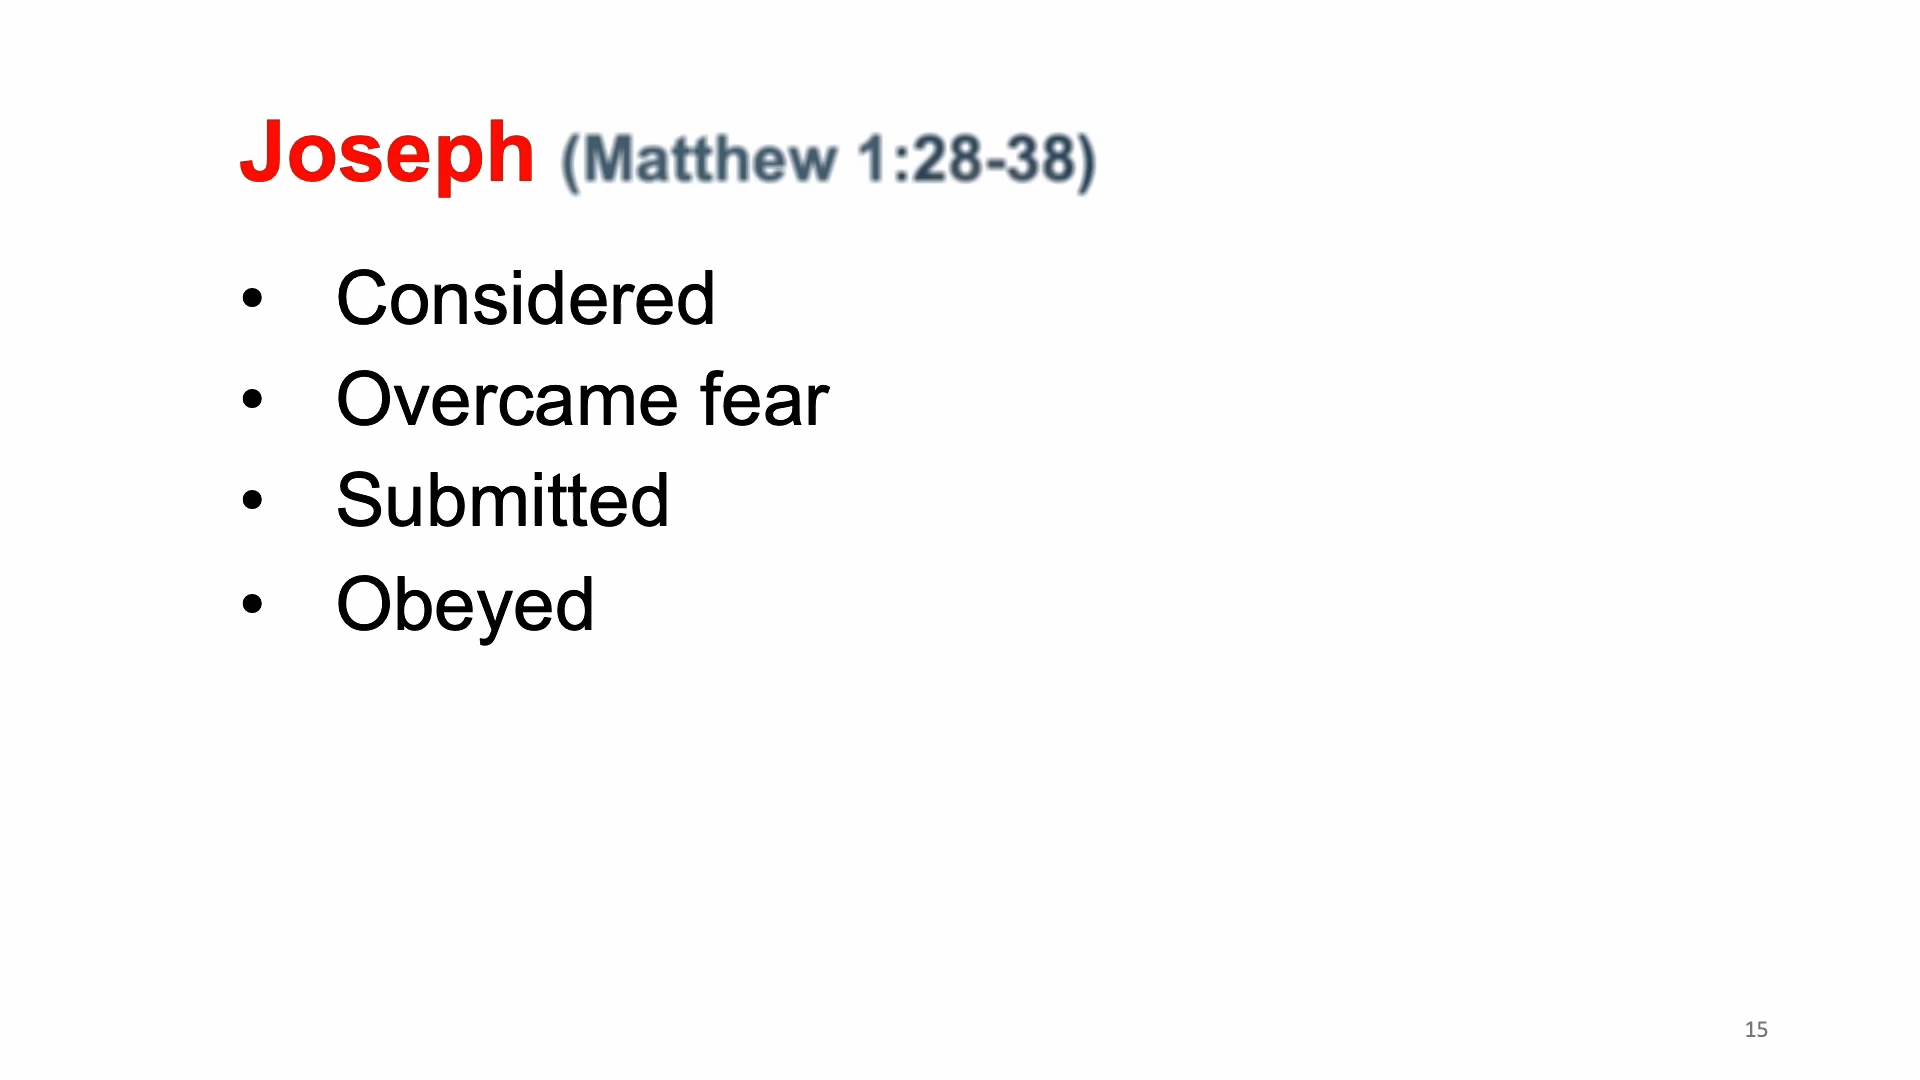 Joseph (Matthew 1:28-38)
• Considered
• Overcame fear
• Submitted
• Obeyed
15